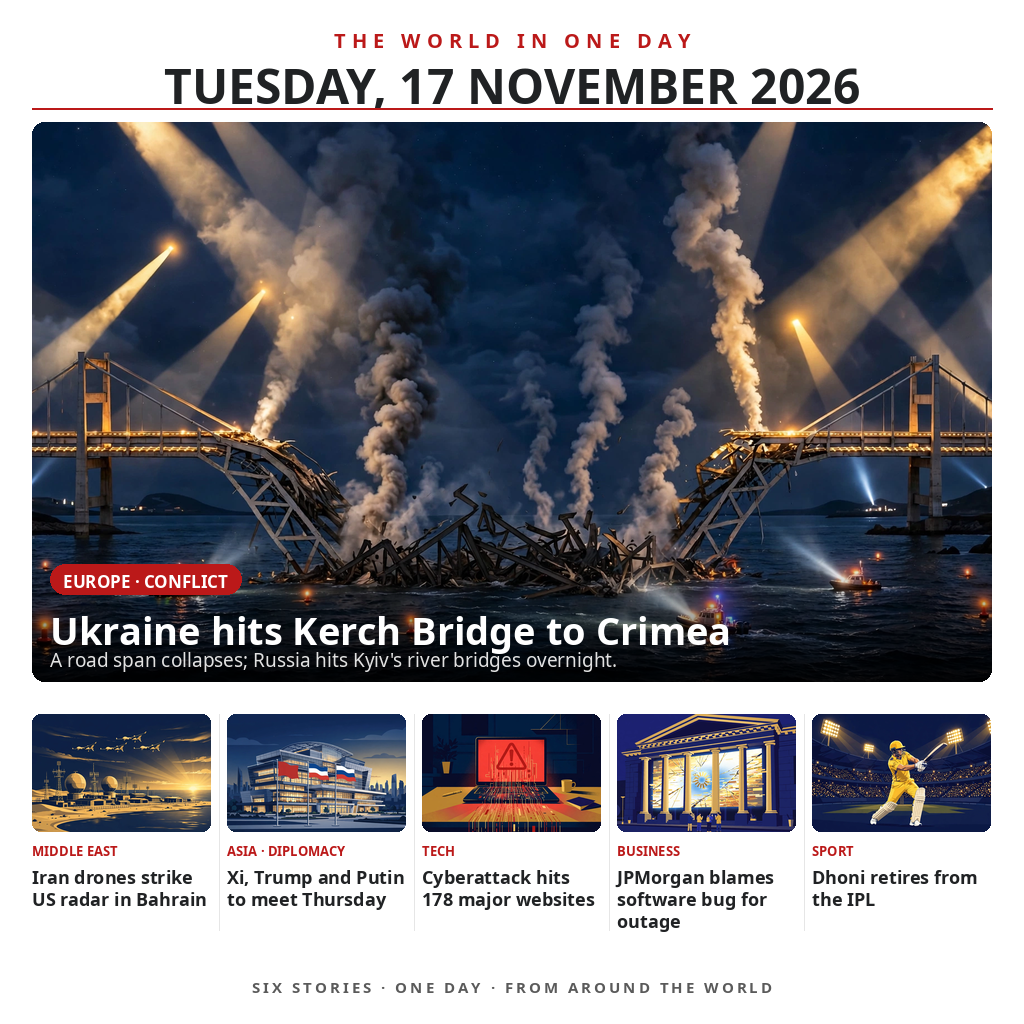 THE WORLD IN ONE DAY
TUESDAY, 17 NOVEMBER 2026
EUROPE · CONFLICT
Ukraine hits Kerch Bridge to Crimea
A road span collapses; Russia hits Kyiv's river bridges overnight.
MIDDLE EAST
Iran drones strike
US radar in Bahrain
ASIA · DIPLOMACY
Xi, Trump and Putin
to meet Thursday
TECH
Cyberattack hits
178 major websites
BUSINESS
JPMorgan blames
software bug for
outage
SPORT
Dhoni retires from
the IPL
SIX STORIES · ONE DAY · FROM AROUND THE WORLD